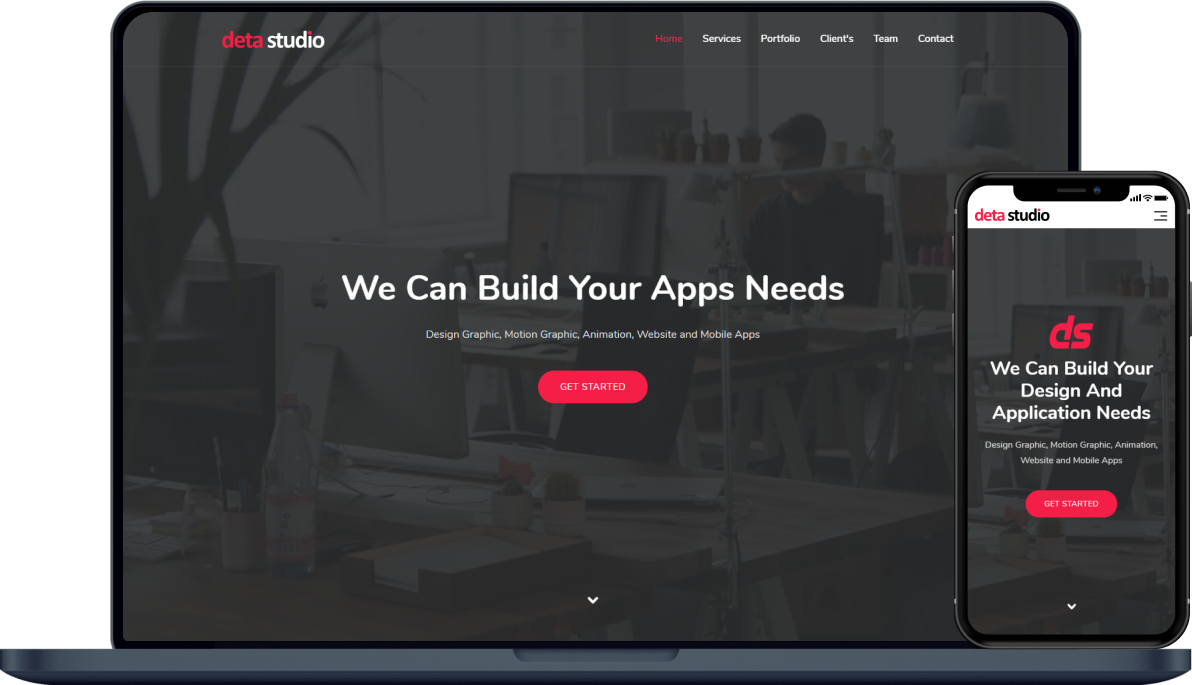 deta studio
Home Services Portfolio Client's Team Contact
We Can Build Your Apps Needs
Design Graphic, Motion Graphic, Animation, Website and Mobile Apps
GET STARTED
deta studio
ds
We Can Build Your
Design And
Application Needs
Design Graphic, Motion Graphic, Animation,
Website and Mobile Apps
GET STARTED